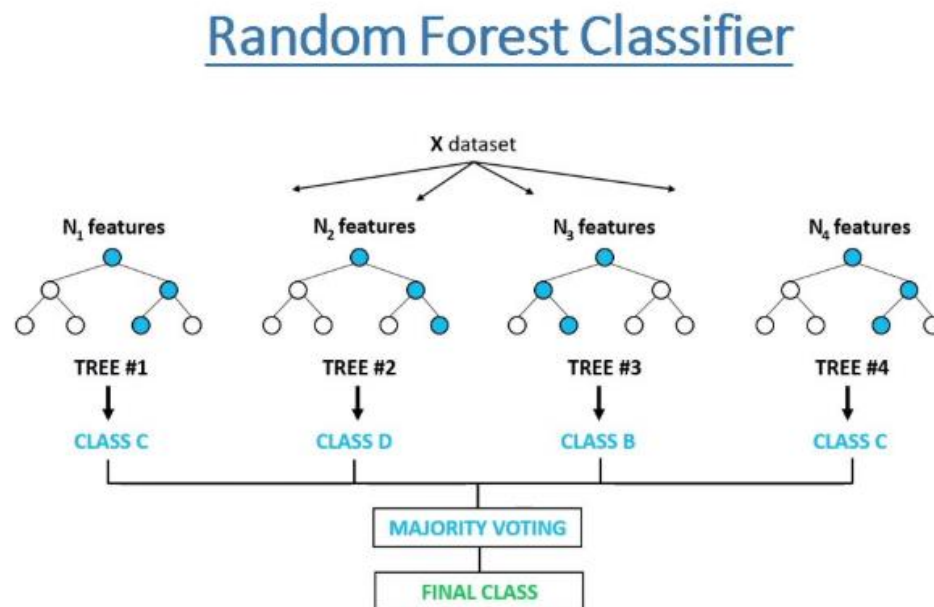 Random Forest Classifier
X dataset
N₁ features N₂ features N₃ features N₄ features
TREE #1 TREE #2 TREE #3 TREE #4
CLASS C CLASS D CLASS B CLASS C
MAJORITY VOTING
FINAL CLASS